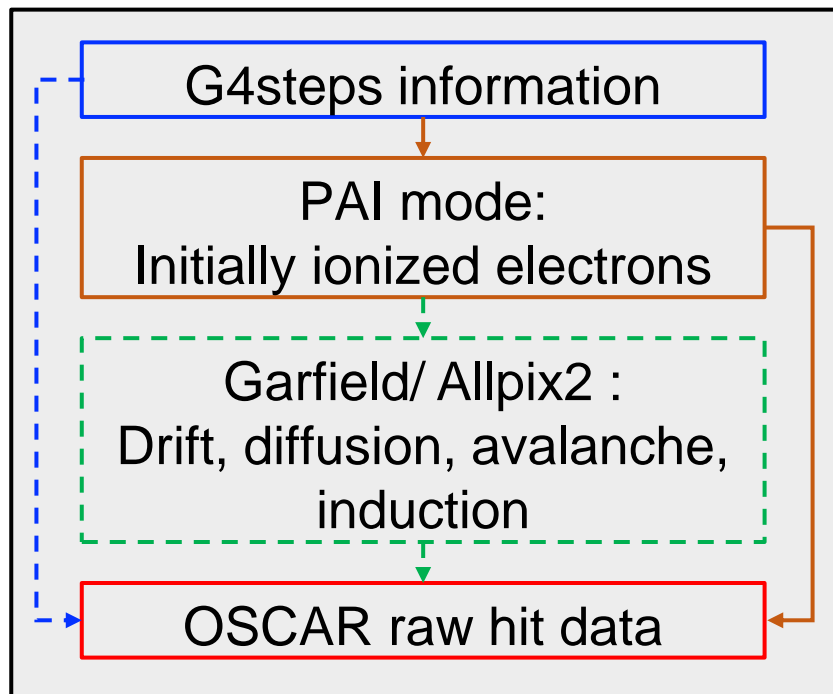 G4steps information
PAI mode:
Initially ionized electrons
Garfield/ Allpix2 :
Drift, diffusion, avalanche,
induction
OSCAR raw hit data